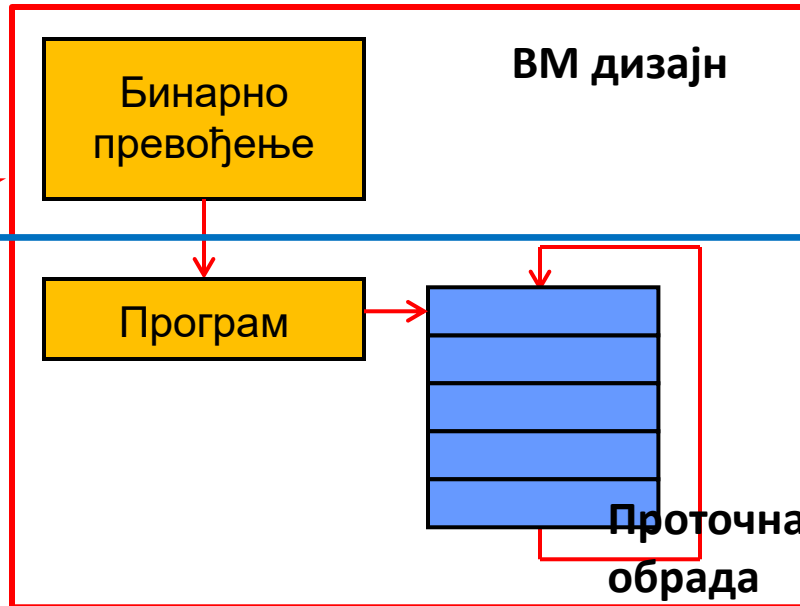 ВМ дизајн
Бинарно
превођење
Програм
Проточна
обрада